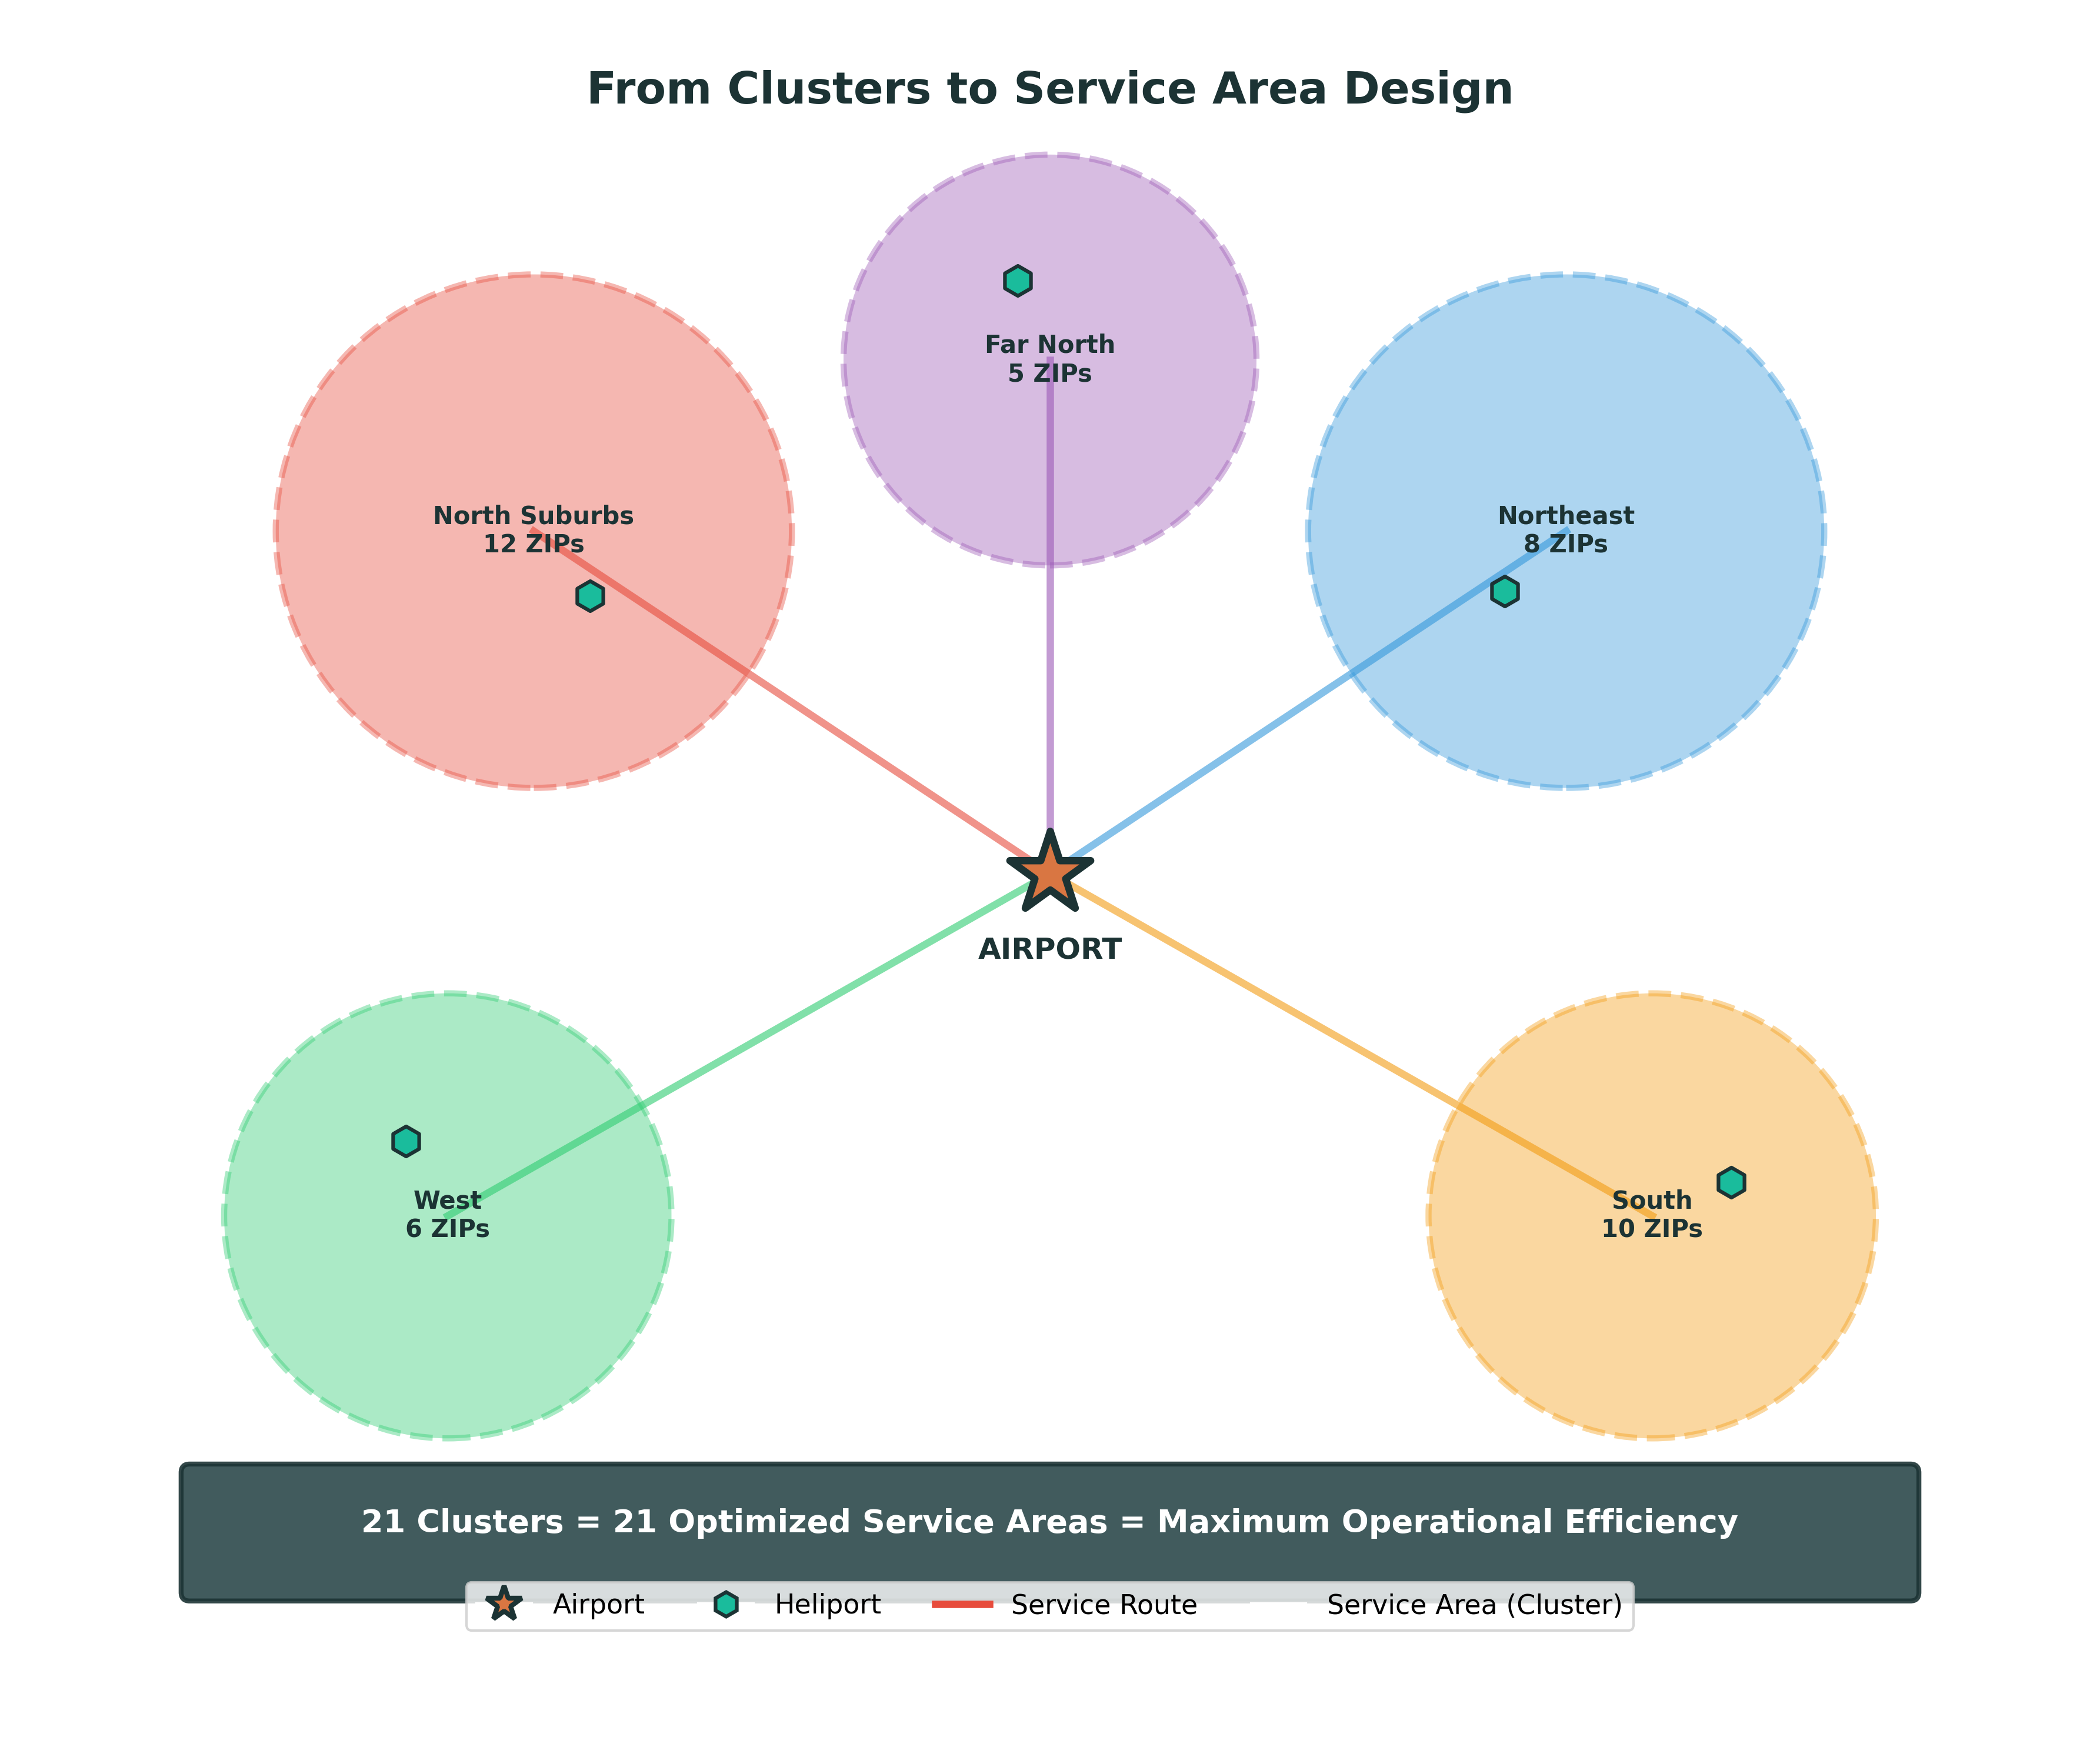 From Clusters to Service Area Design
Far North
5 ZIPs
North Suburbs
12 ZIPs
Northeast
8 ZIPs
AIRPORT
West
6 ZIPs
South
10 ZIPs
21 Clusters = 21 Optimized Service Areas = Maximum Operational Efficiency
Airport
Heliport
Service Route
Service Area (Cluster)